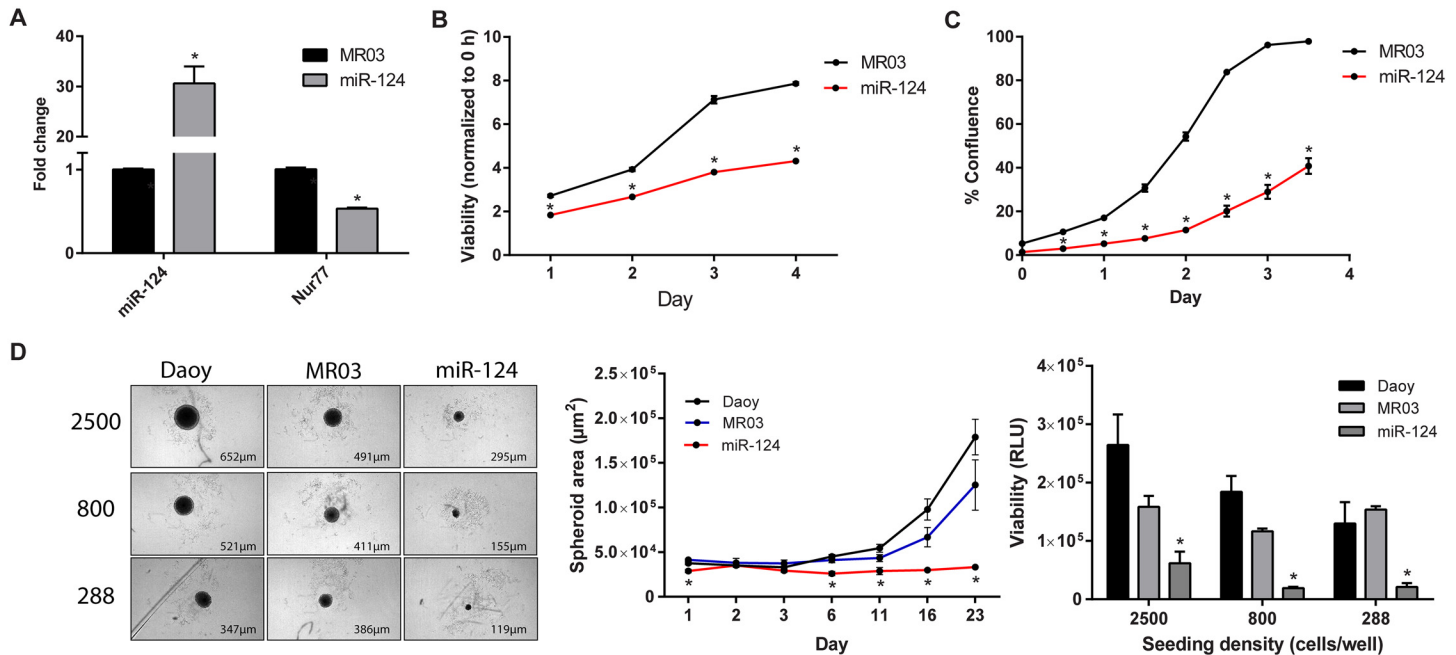 A
Fold change
40
30
20
1
0
*
*
*
*
miR-124
Nur77
MR03
miR-124
B
Viability (normalized to 0 h)
10
8
6
4
2
0
*
*
*
*
1 2 3 4
Day
MR03
miR-124
C
% Confluence
100
80
60
40
20
0
* * * * * * *
0 1 2 3 4
Day
MR03
miR-124
D
Daoy MR03 miR-124
2500
652µm 491µm 295µm
800
521µm 411µm 155µm
288
347µm 386µm 119µm
Spheroid area (µm²)
2.5×10⁵
2.0×10⁵
1.5×10⁵
1.0×10⁵
5.0×10⁴
0
Daoy
MR03
miR-124
* * * * *
1 2 3 6 11 16 23
Day
Viability (RLU)
4×10⁵
3×10⁵
2×10⁵
1×10⁵
0
Daoy
MR03
miR-124
* * *
2500 800 288
Seeding density (cells/well)